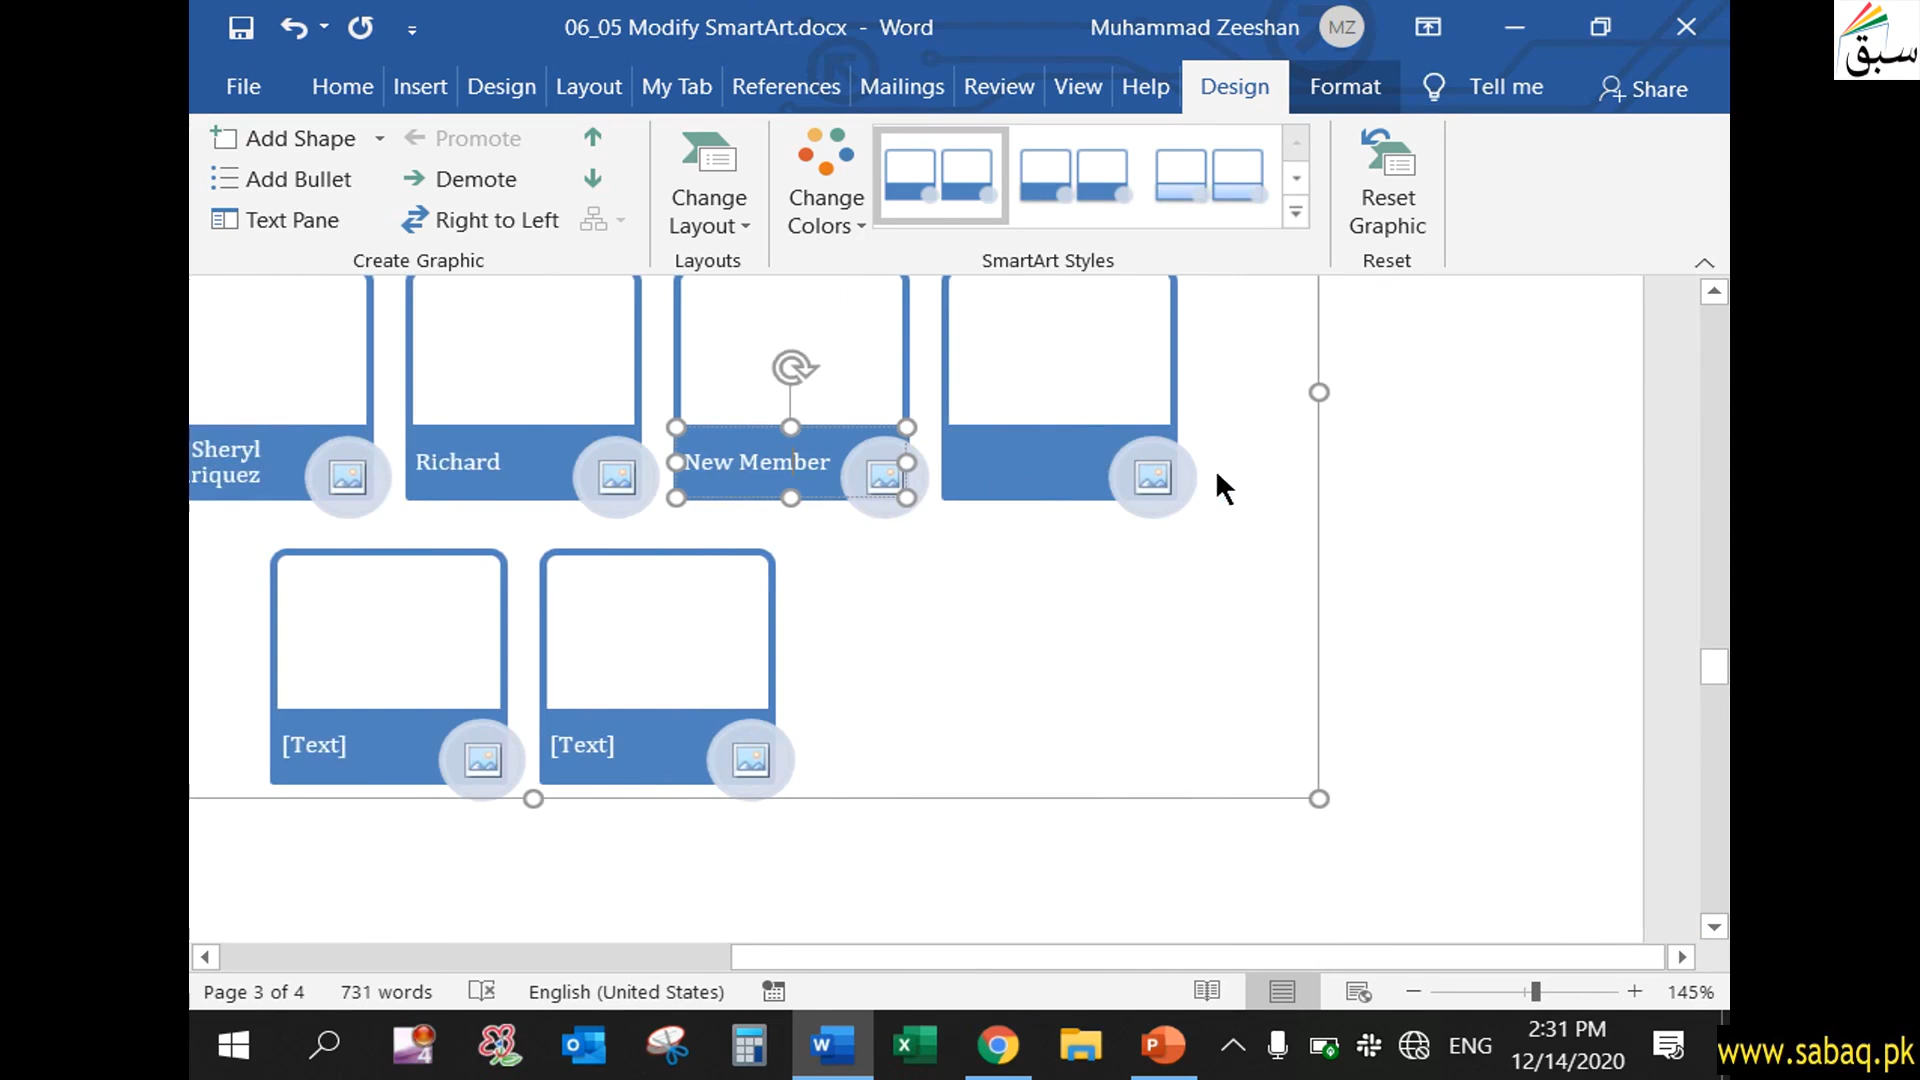 06_05 Modify SmartArt.docx - Word
Muhammad Zeeshan
MZ
سبق
File
Home
Insert
Design
Layout
My Tab
References
Mailings
Review
View
Help
Design
Format
Tell me
Share
Add Shape
Promote
Add Bullet
Demote
Text Pane
Right to Left
Create Graphic
Change
Layout
Layouts
Change
Colors
SmartArt Styles
Reset
Graphic
Reset
Sheryl
riquez
Richard
New Member
[Text]
[Text]
Page 3 of 4
731 words
English (United States)
145%
4
ENG
2:31 PM
12/14/2020
www.sabaq.pk